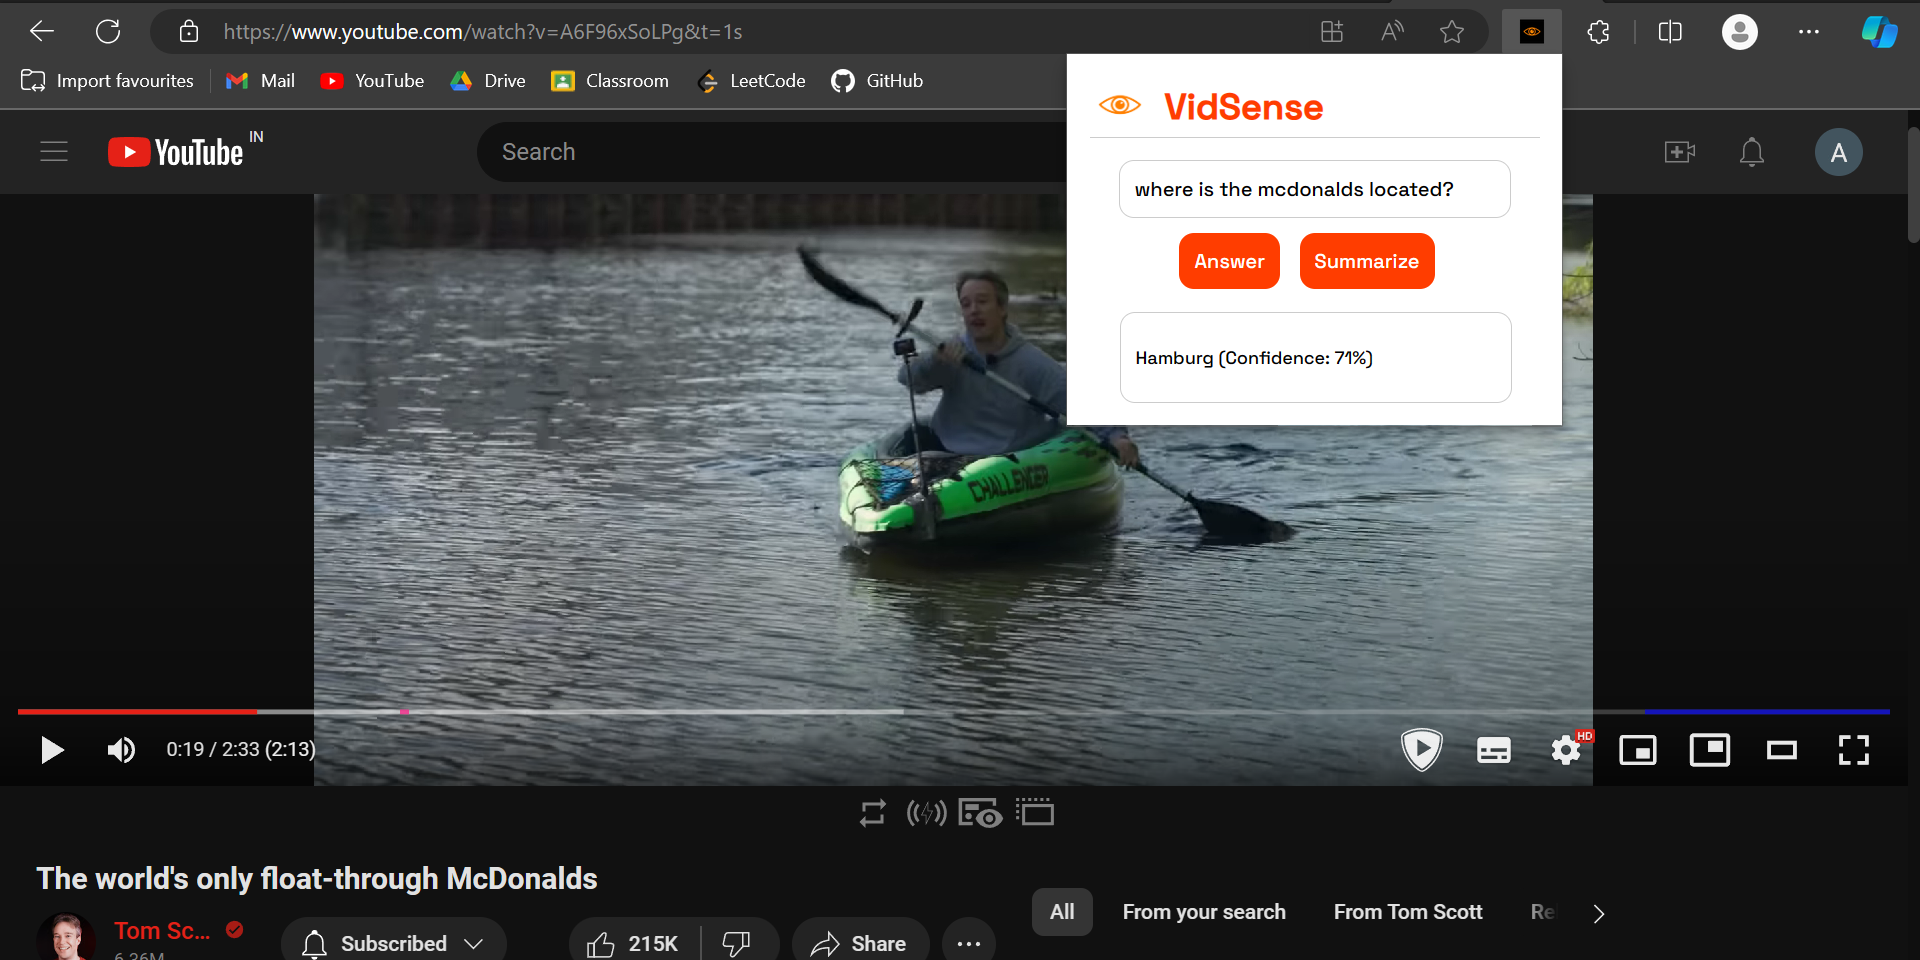 https://www.youtube.com/watch?v=A6F96xSoLPg&t=1s
Import favourites Mail YouTube Drive Classroom LeetCode GitHub
VidSense
YouTube IN
Search
A
where is the mcdonalds located?
Answer Summarize
Hamburg (Confidence: 71%)
CHALLENGER
0:19 / 2:33 (2:13)
HD
The world's only float-through McDonalds
All From your search From Tom Scott Re
Tom Sc...
Subscribed
215K
Share
6.36M